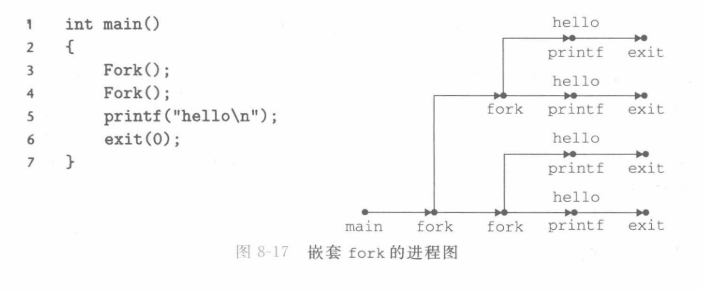 1 int main()
2 {
3 Fork();
4 Fork();
5 printf("hello\n");
6 exit(0);
7 }
hello
printf exit
hello
fork printf exit
hello
printf exit
hello
main fork fork printf exit
图 8-17 嵌套 fork 的进程图